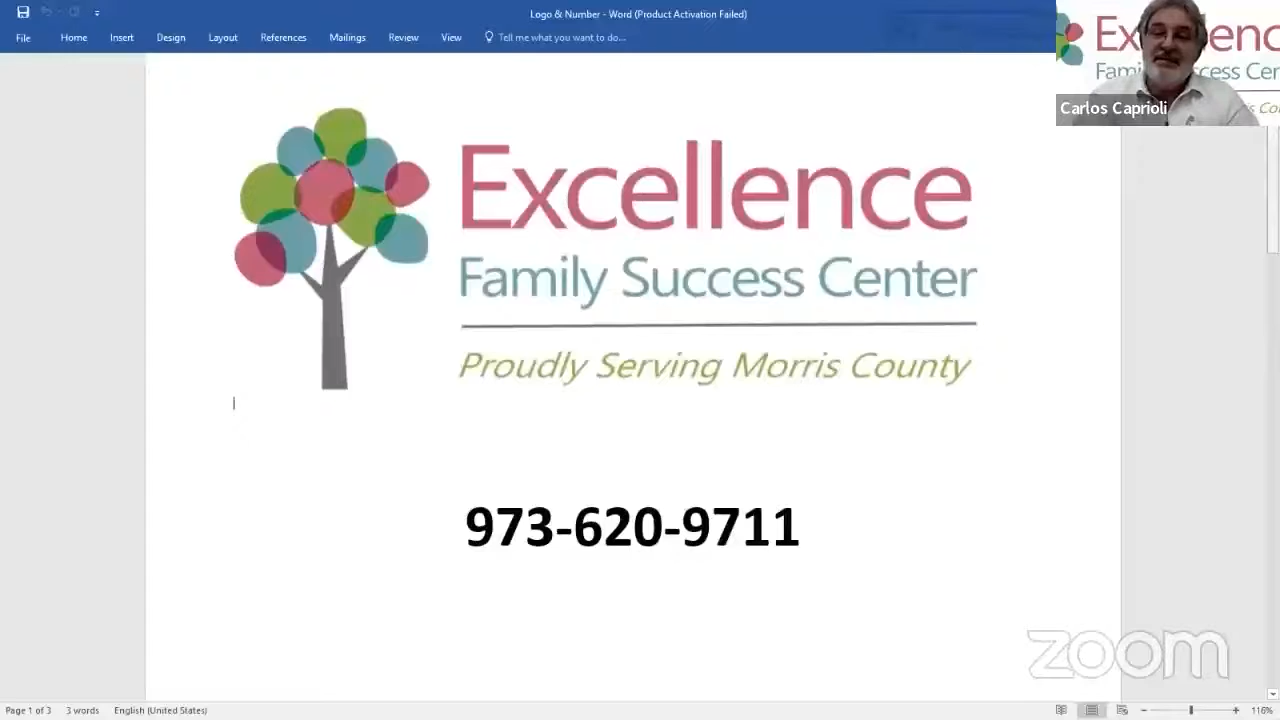 Logo & Number - Word (Product Activation Failed)
File Home Insert Design Layout References Mailings Review View Tell me what you want to do...
Excellence
Family Success Center
Proudly Serving Morris County
973-620-9711
Carlos Caprioli
zoom
Page 1 of 3 3 words English (United States) 116%